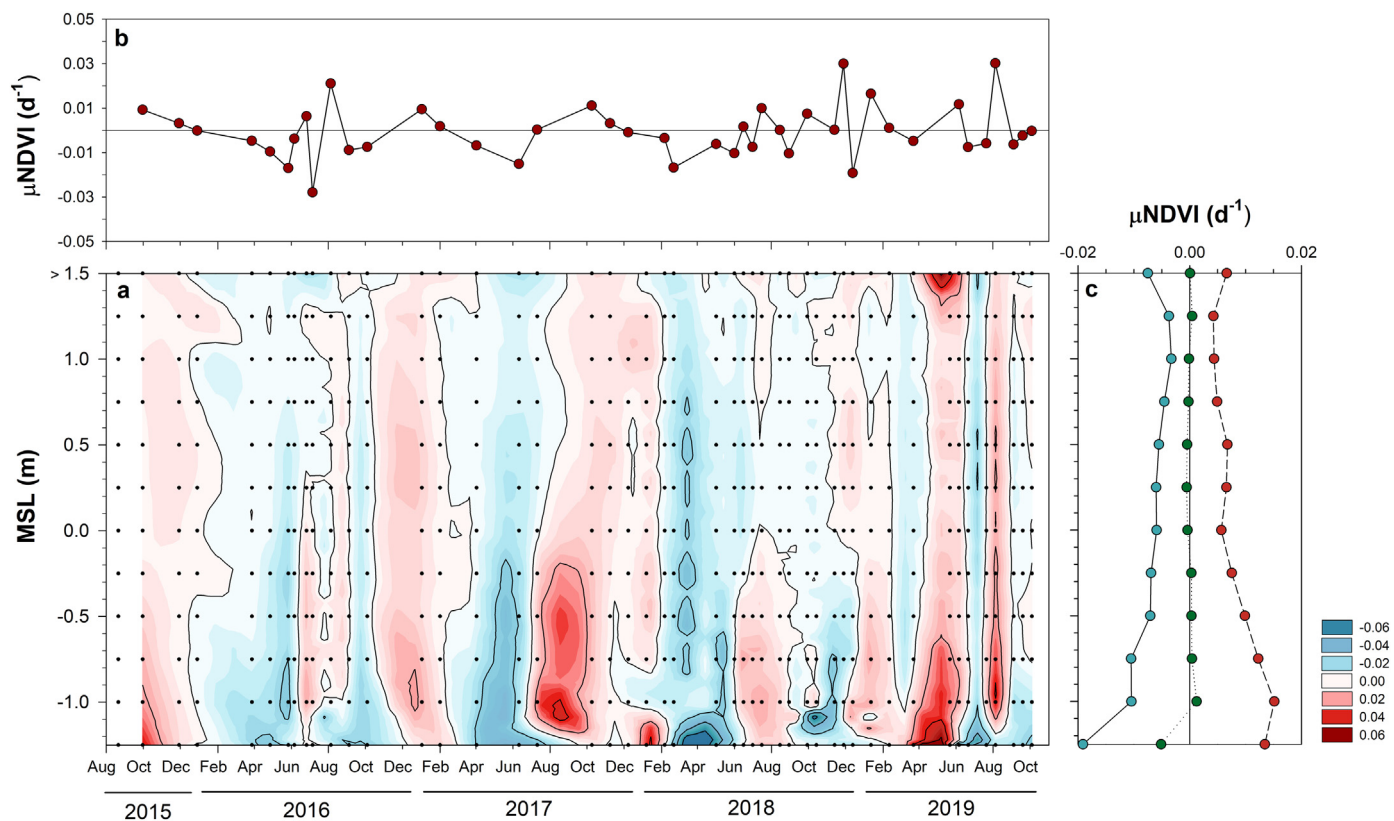 b
μNDVI (d⁻¹)
0.05
0.03
0.01
-0.01
-0.03
-0.05
a
MSL (m)
> 1.5
1.0
0.5
0.0
-0.5
-1.0
Aug Oct Dec Feb Apr Jun Aug Oct Dec Feb Apr Jun Aug Oct Dec Feb Apr Jun Aug Oct Dec Feb Apr Jun Aug Oct
2015 2016 2017 2018 2019
μNDVI (d⁻¹)
-0.02 0.00 0.02
c
-0.06
-0.04
-0.02
0.00
0.02
0.04
0.06